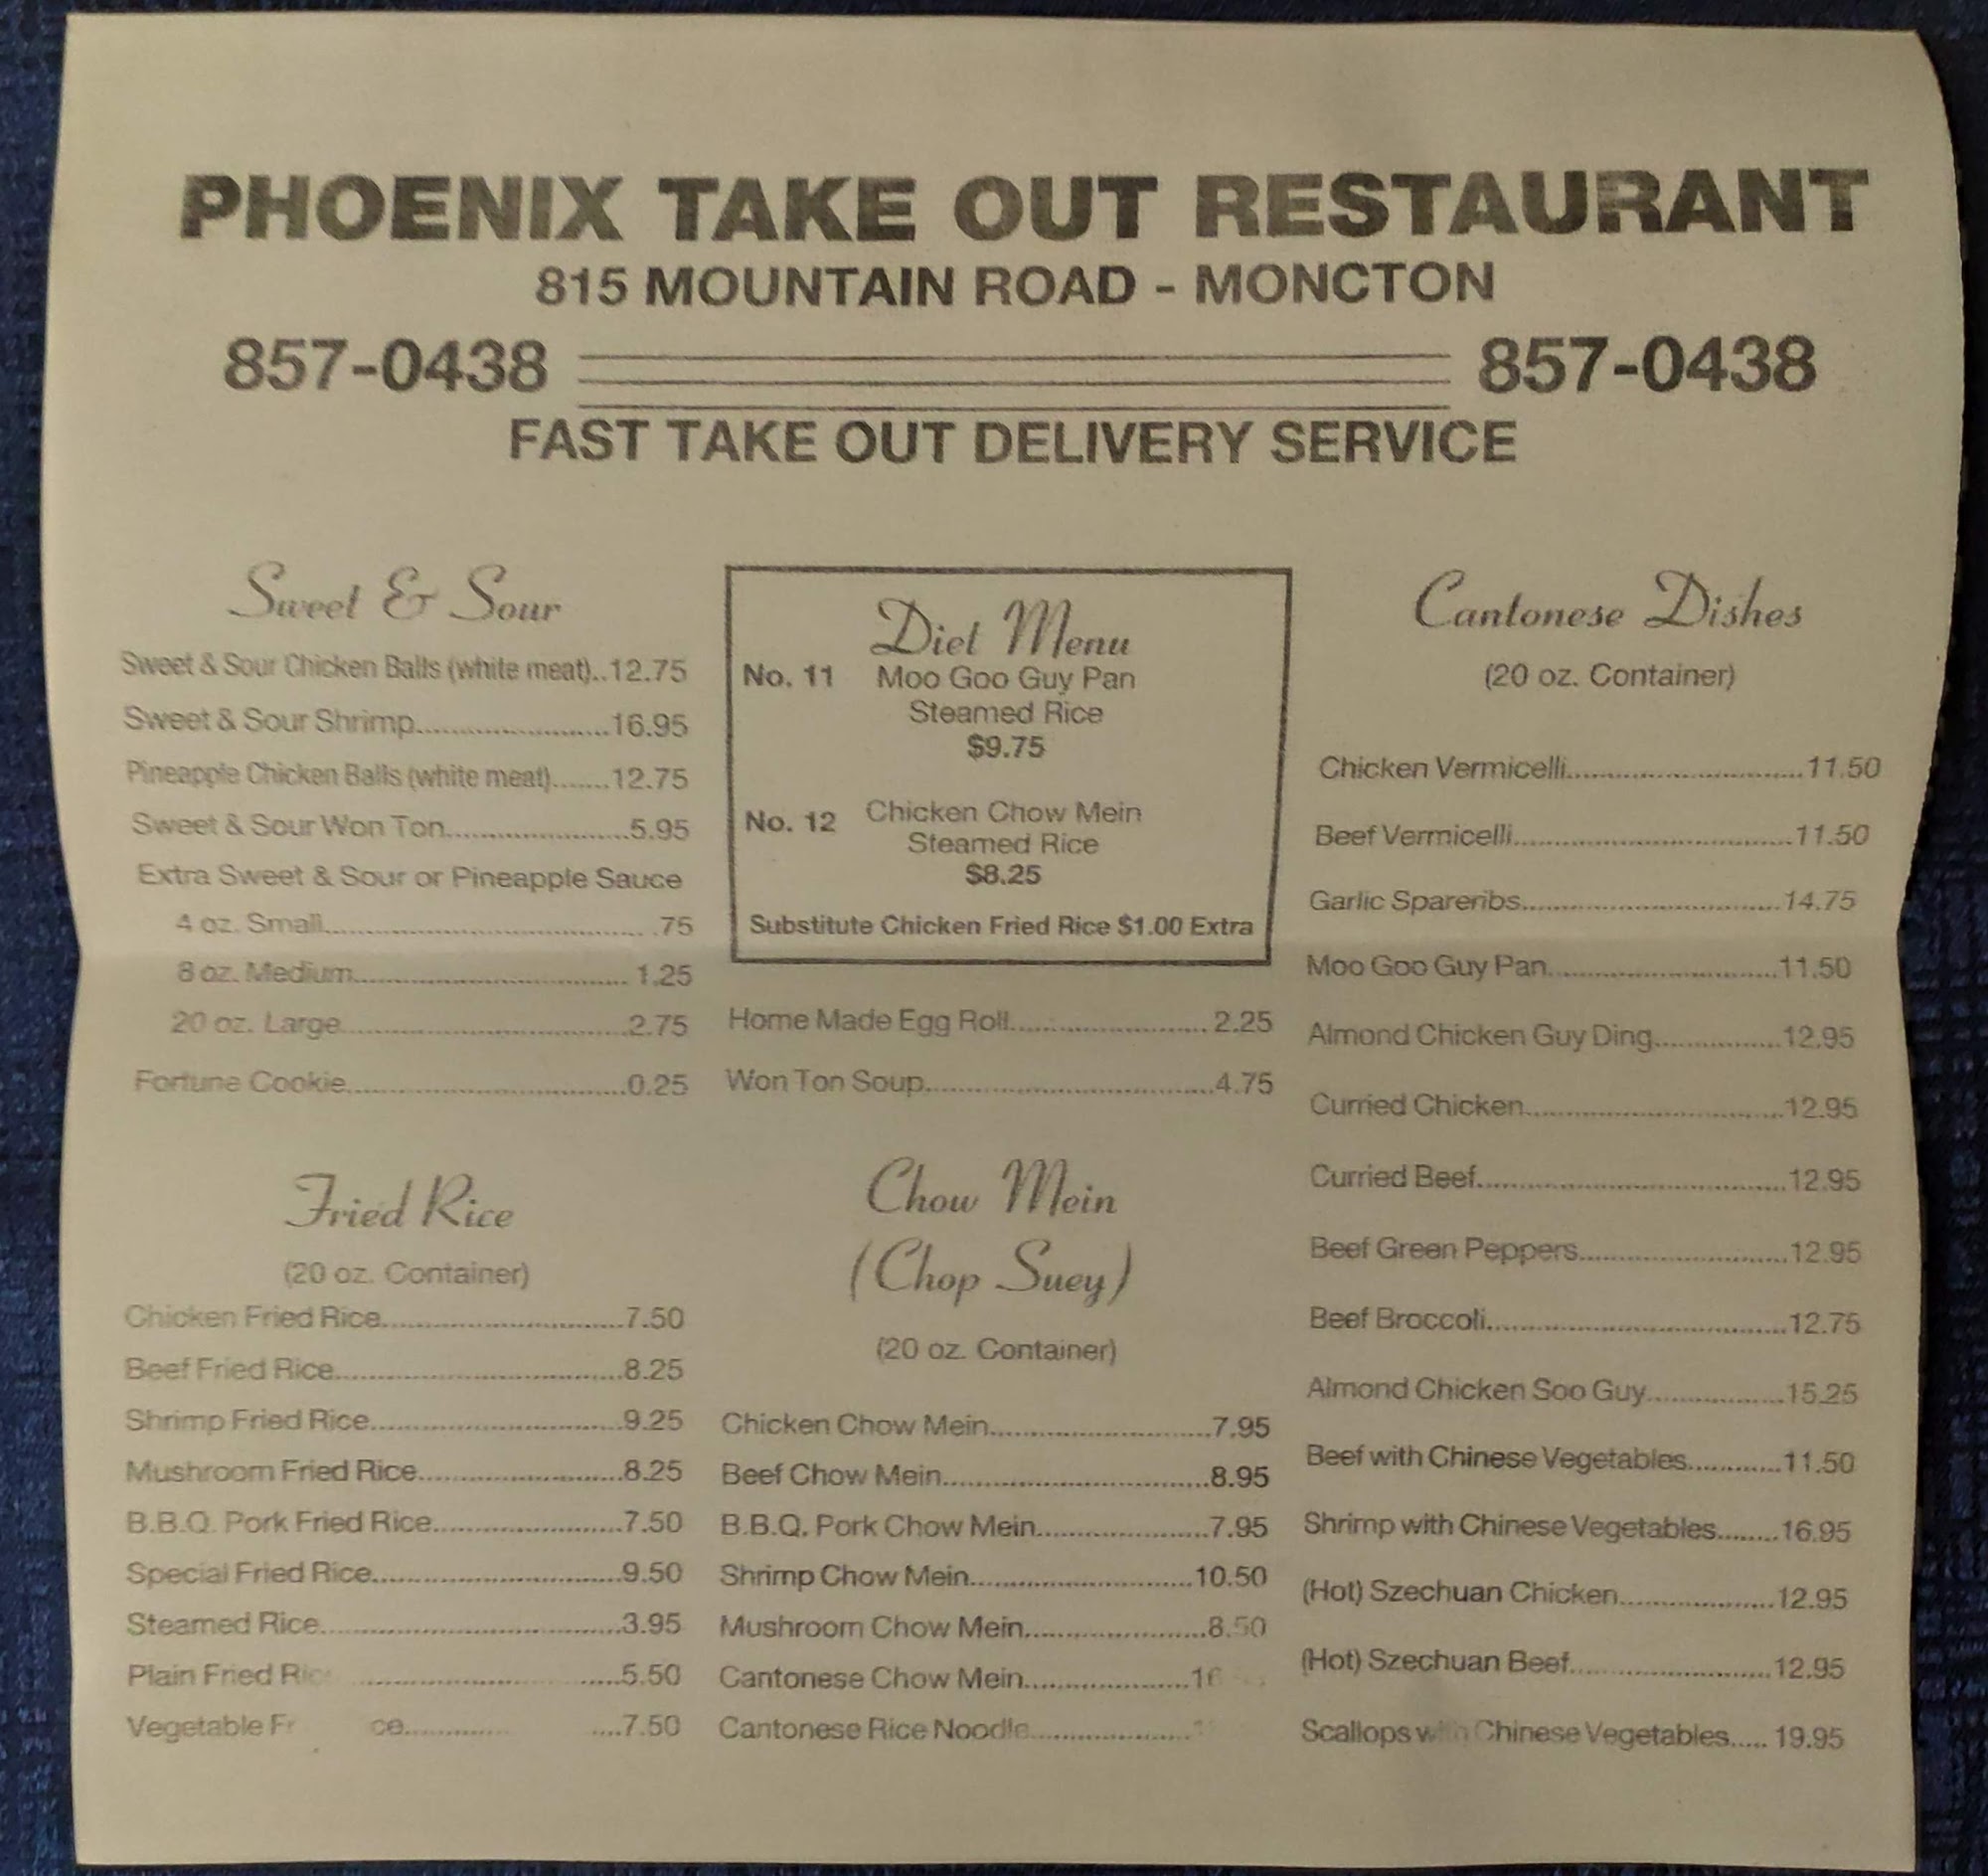 PHOENIX TAKE OUT RESTAURANT
815 MOUNTAIN ROAD - MONCTON
857-0438 857-0438
FAST TAKE OUT DELIVERY SERVICE
Sweet & Sour
Sweet & Sour Chicken Balls (white meat)..12.75
Sweet & Sour Shrimp........................16.95
Pineapple Chicken Balls (white meat).......12.75
Sweet & Sour Won Ton.......................5.95
Extra Sweet & Sour or Pineapple Sauce
4 oz. Small........................................ .75
8 oz. Medium.................................. 1.25
20 oz. Large...................................2.75
Fortune Cookie...................................0.25
Fried Rice
(20 oz. Container)
Chicken Fried Rice..............................7.50
Beef Fried Rice....................................8.25
Shrimp Fried Rice...............................9.25
Mushroom Fried Rice.........................8.25
B.B.Q. Pork Fried Rice.......................7.50
Special Fried Rice...............................9.50
Steamed Rice.....................................3.95
Plain Fried .....................................5.50
Vegetable .................7.50
Diet Menu
No. 11 Moo Goo Guy Pan
Steamed Rice
$9.75
No. 12 Chicken Chow Mein
Steamed Rice
$8.25
Substitute Chicken Fried Rice $1.00 Extra
Home Made Egg Roll........................2.25
Won Ton Soup....................................4.75
Chow Mein
(Chop Suey)
(20 oz. Container)
Chicken Chow Mein...........................7.95
Beef Chow Mein.................................8.95
B.B.Q. Pork Chow Mein.....................7.95
Shrimp Chow Mein...........................10.50
Mushroom Chow Mein......................8.50
Cantonese Chow Mein....................
Cantonese Rice Noodle....................
Cantonese Dishes
(20 oz. Container)
Chicken Vermicelli.............................11.50
Beef Vermicelli..................................11.50
Garlic Spareribs................................14.75
Moo Goo Guy Pan............................11.50
Almond Chicken Guy Ding................12.95
Curried Chicken................................12.95
Curried Beef......................................12.95
Beef Green Peppers.........................12.95
Beef Broccoli.....................................12.75
Almond Chicken Soo Guy.................15.25
Beef with Chinese Vegetables............11.50
Shrimp with Chinese Vegetables........16.95
(Hot) Szechuan Chicken...................12.95
(Hot) Szechuan Beef.........................12.95
Scallops with Chinese Vegetables..... 19.95